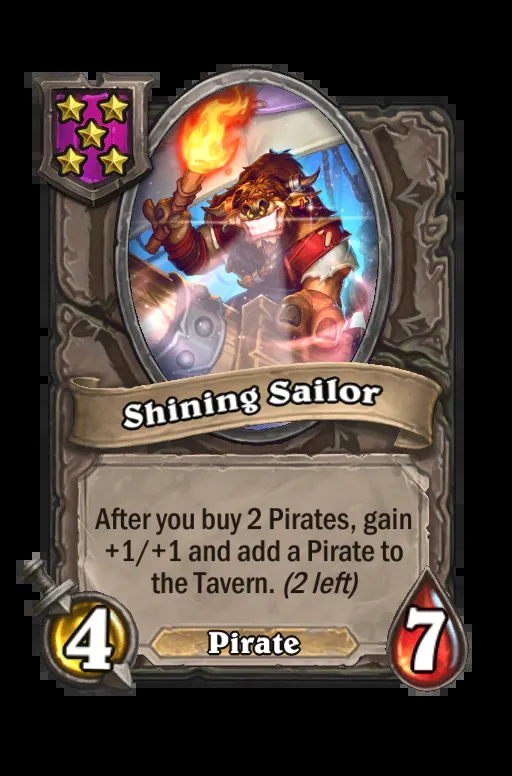 Shining Sailor
After you buy 2 Pirates, gain
+1/+1 and add a Pirate to
the Tavern. (2 left)
4
Pirate
7